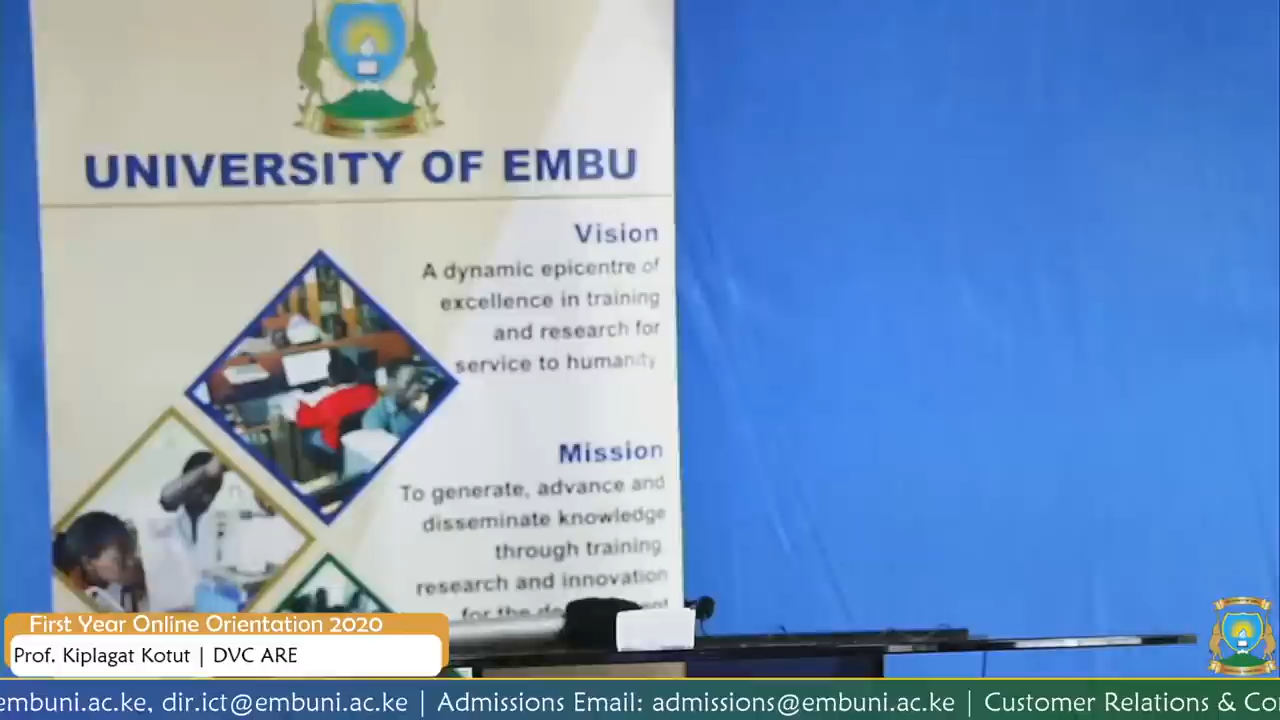 UNIVERSITY OF EMBU
Vision
A dynamic epicentre of
excellence in training
and research for
service to humanity
Mission
To generate, advance and
disseminate knowledge
through training
research and innovation
for the
First Year Online Orientation 2020
Prof. Kiplagat Kotut | DVC ARE
embuni.ac.ke, dir.ict@embuni.ac.ke | Admissions Email: admissions@embuni.ac.ke | Customer Relations & Co